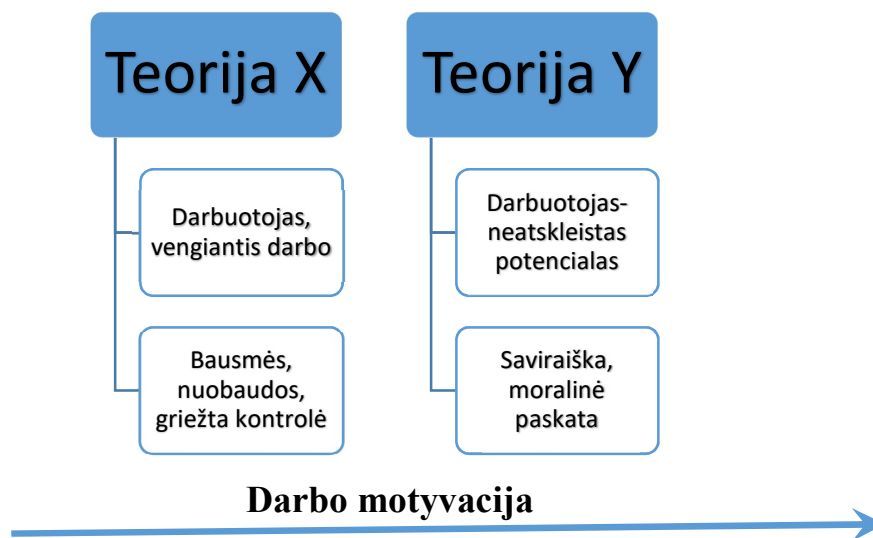 Teorija X
Darbuotojas,
vengiantis darbo
Bausmės,
nuobaudos,
griežta kontrolė
Teorija Y
Darbuotojas-
neatskleistas
potencialas
Saviraiška,
moralinė
paskata
Darbo motyvacija